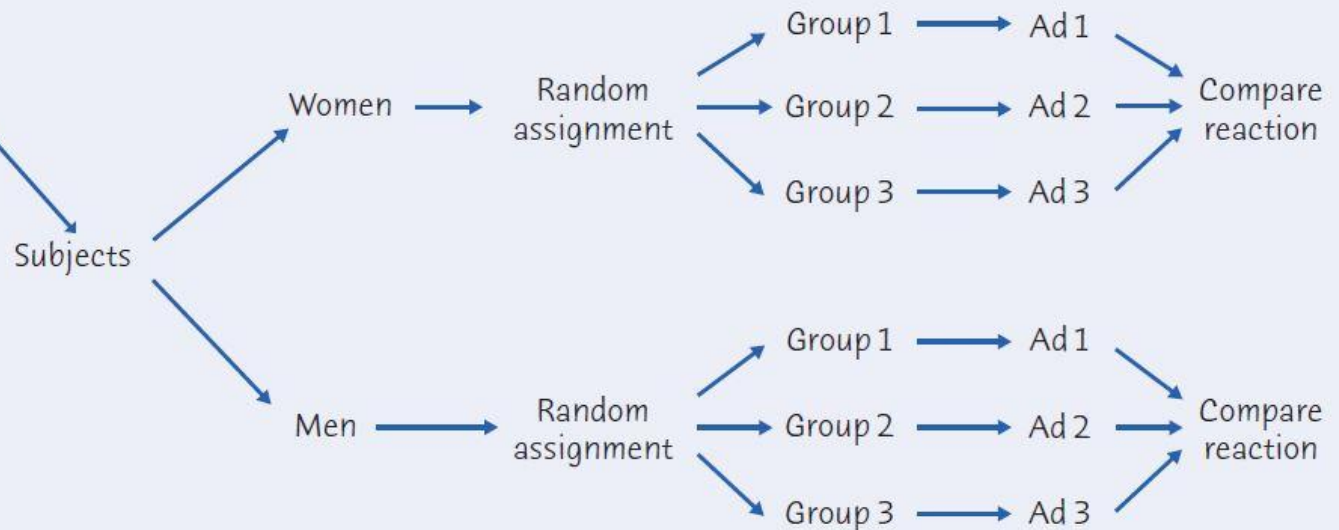 Group 1
Ad 1
Women
Random
assignment
Group 2
Ad 2
Compare
reaction
Group 3
Ad 3
Subjects
Group 1
Ad 1
Men
Random
assignment
Group 2
Ad 2
Compare
reaction
Group 3
Ad 3